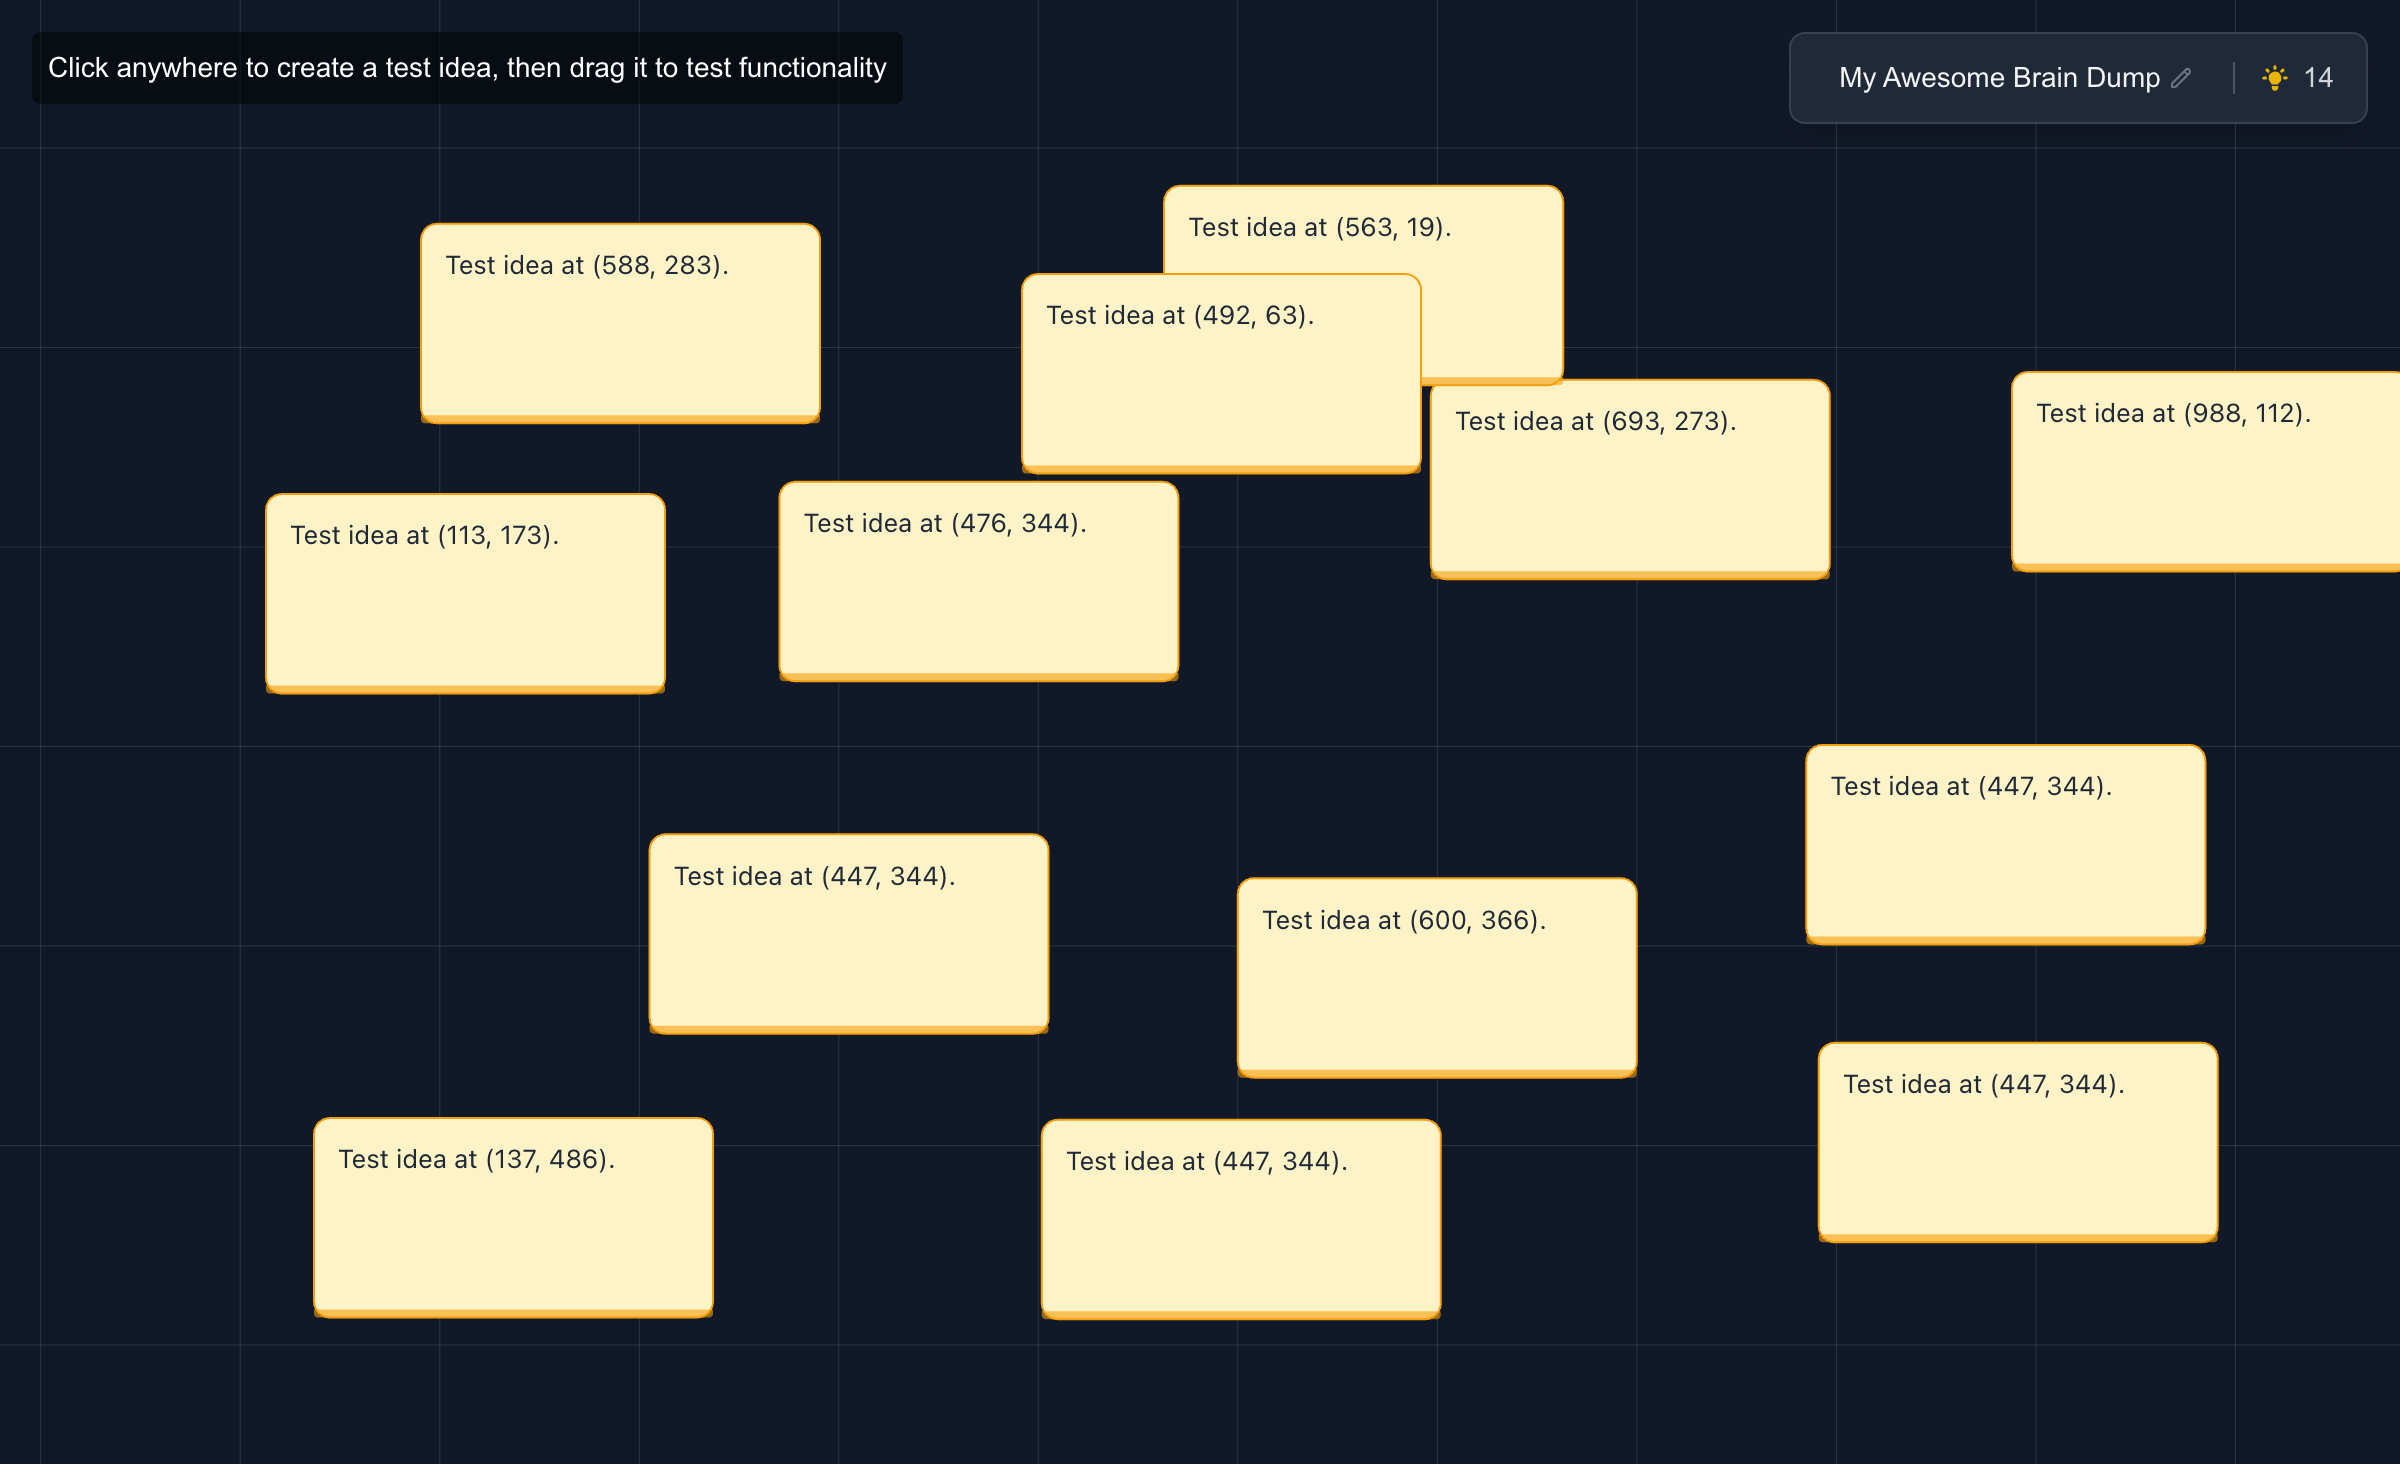 Click anywhere to create a test idea, then drag it to test functionality
My Awesome Brain Dump
14
Test idea at (563, 19).
Test idea at (588, 283).
Test idea at (492, 63).
Test idea at (693, 273).
Test idea at (988, 112).
Test idea at (113, 173).
Test idea at (476, 344).
Test idea at (447, 344).
Test idea at (447, 344).
Test idea at (600, 366).
Test idea at (447, 344).
Test idea at (137, 486).
Test idea at (447, 344).